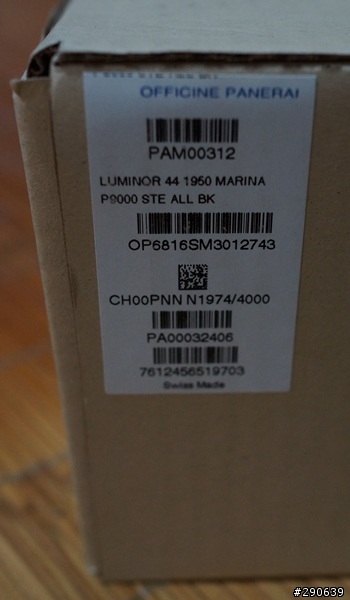 OFFICINE PANERAI
PAM00312
LUMINOR 44 1950 MARINA
P9000 STE ALL BK
OP6816SM3012743
CH00PNN N1974/4000
PA00032406
7612456519703
Swiss Made
#290639